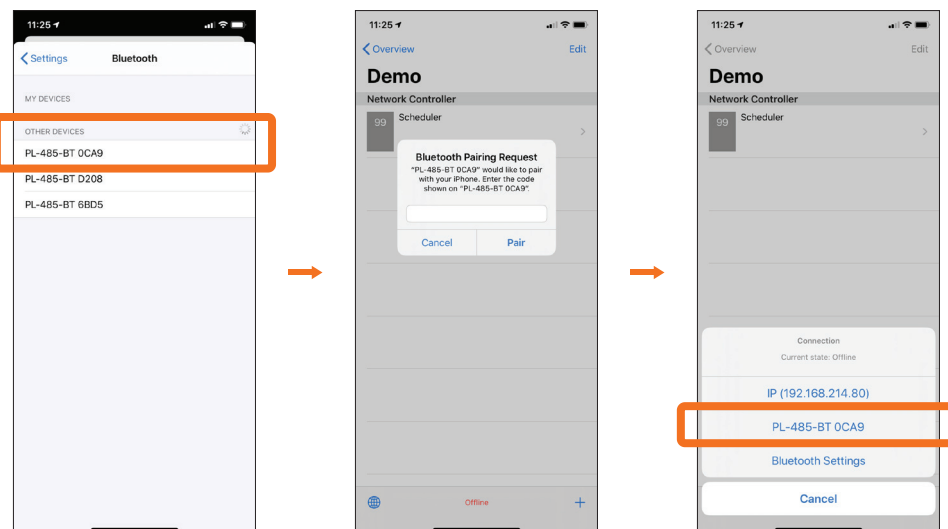 11:25
Settings
Bluetooth
MY DEVICES
OTHER DEVICES
PL-485-BT 0CA9
PL-485-BT D208
PL-485-BT 6BD5
11:25
Overview
Edit
Demo
Network Controller
99
Scheduler
Bluetooth Pairing Request
"PL-485-BT 0CA9" would like to pair
with your iPhone. Enter the code
shown on "PL-485-BT 0CA9".
Cancel
Pair
Offline
11:25
Overview
Edit
Demo
Network Controller
99
Scheduler
Connection
Current state: Offline
IP (192.168.214.80)
PL-485-BT 0CA9
Bluetooth Settings
Cancel